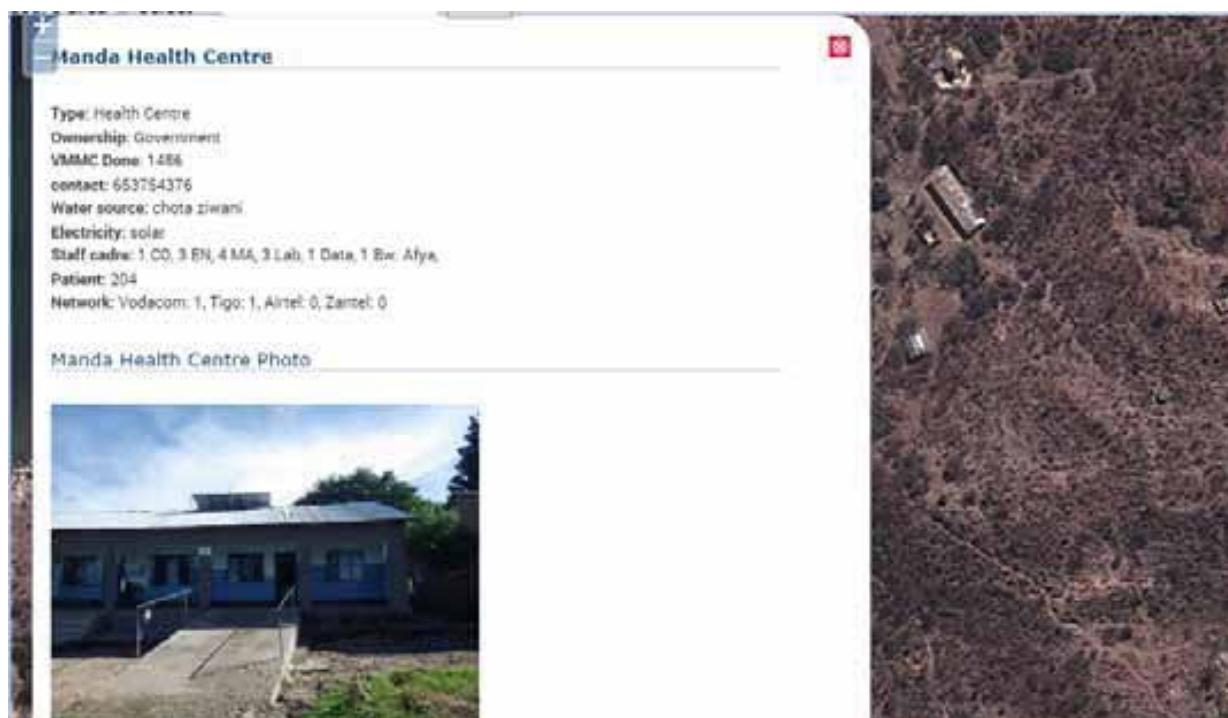 Manda Health Centre
Type: Health Centre
Ownership: Government
VMMC Done: 1486
contact: 653754376
Water source: chota ziwani
Electricity: solar
Staff cadre: 1 CO, 3 EN, 4 MA, 3 Lab, 1 Data, 1 Bw. Afya,
Patient: 204
Network: Vodacom: 1, Tigo: 1, Airtel: 0, Zantel: 0
Manda Health Centre Photo